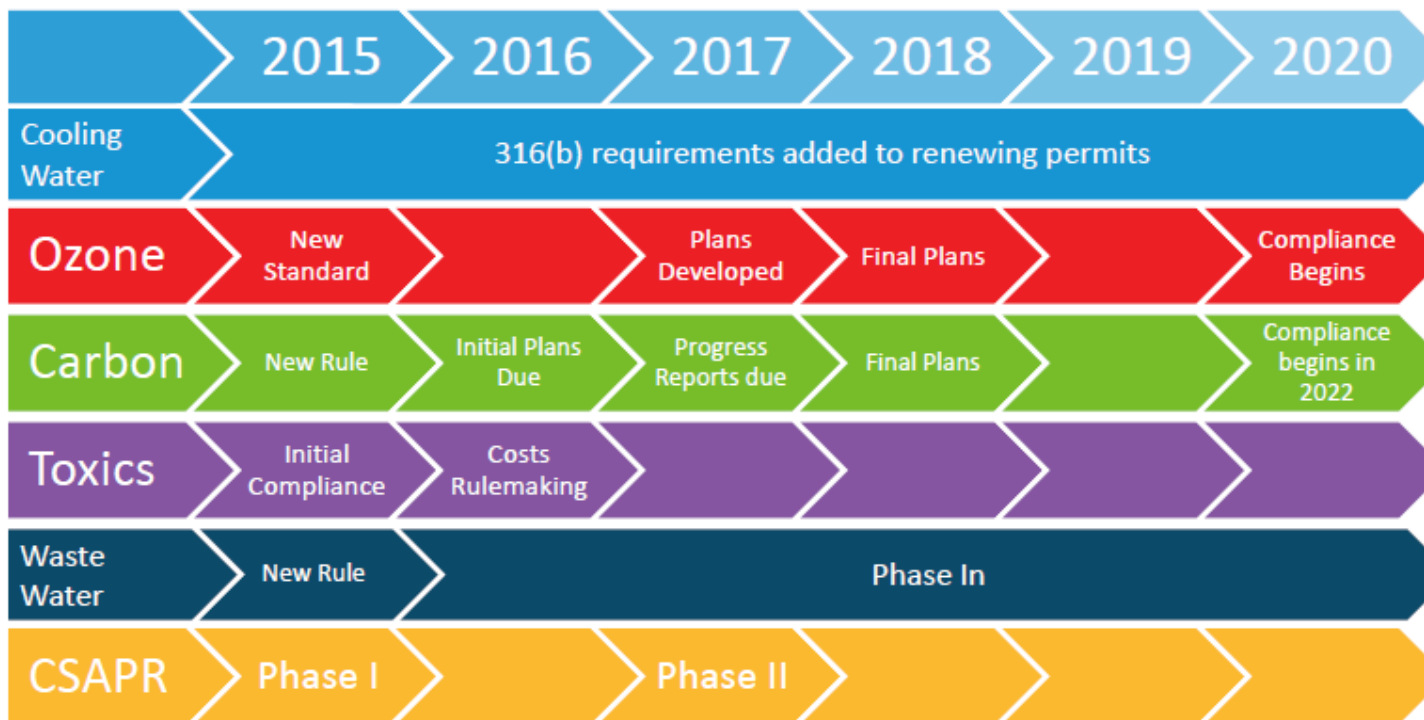 2015 2016 2017 2018 2019 2020
Cooling
Water
316(b) requirements added to renewing permits
Ozone
New
Standard
Plans
Developed
Final Plans
Compliance
Begins
Carbon
New Rule
Initial Plans
Due
Progress
Reports due
Final Plans
Compliance
begins in
2022
Toxics
Initial
Compliance
Costs
Rulemaking
Waste
Water
New Rule
Phase In
CSAPR
Phase I
Phase II